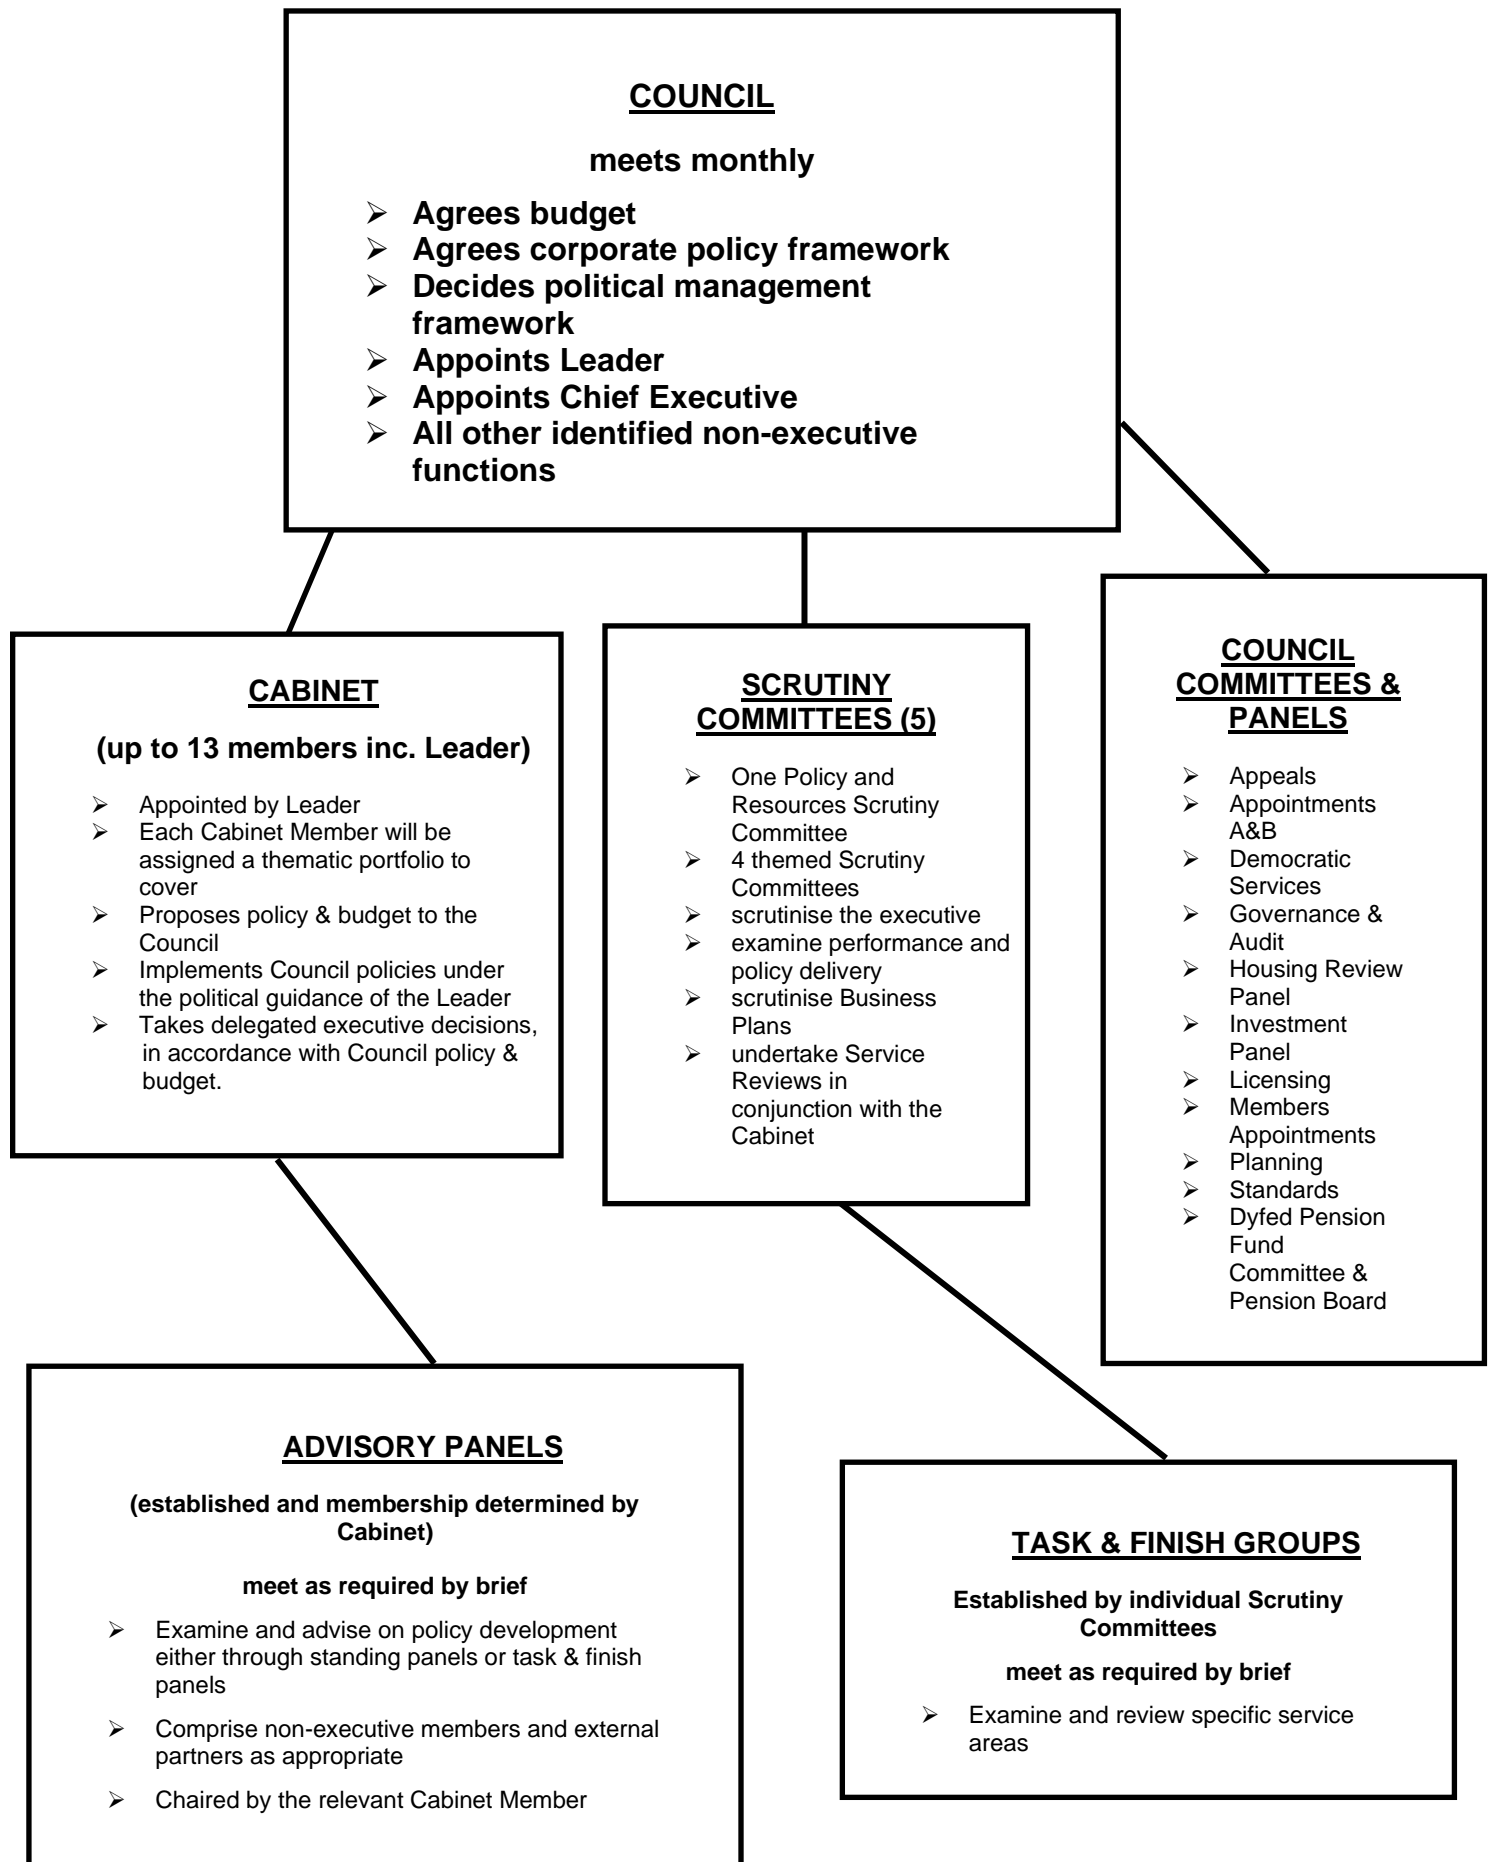 COUNCIL
meets monthly
➢ Agrees budget
➢ Agrees corporate policy framework
➢ Decides political management
framework
➢ Appoints Leader
➢ Appoints Chief Executive
➢ All other identified non-executive
functions
CABINET
(up to 13 members inc. Leader)
➢ Appointed by Leader
➢ Each Cabinet Member will be
assigned a thematic portfolio to
cover
➢ Proposes policy & budget to the
Council
➢ Implements Council policies under
the political guidance of the Leader
➢ Takes delegated executive decisions,
in accordance with Council policy &
budget.
SCRUTINY
COMMITTEES (5)
➢ One Policy and
Resources Scrutiny
Committee
➢ 4 themed Scrutiny
Committees
➢ scrutinise the executive
➢ examine performance and
policy delivery
➢ scrutinise Business
Plans
➢ undertake Service
Reviews in
conjunction with the
Cabinet
COUNCIL
COMMITTEES &
PANELS
➢ Appeals
➢ Appointments
A&B
➢ Democratic
Services
➢ Governance &
Audit
➢ Housing Review
Panel
➢ Investment
Panel
➢ Licensing
➢ Members
Appointments
➢ Planning
➢ Standards
➢ Dyfed Pension
Fund
Committee &
Pension Board
ADVISORY PANELS
(established and membership determined by
Cabinet)
meet as required by brief
➢ Examine and advise on policy development
either through standing panels or task & finish
panels
➢ Comprise non-executive members and external
partners as appropriate
➢ Chaired by the relevant Cabinet Member
TASK & FINISH GROUPS
Established by individual Scrutiny
Committees
meet as required by brief
➢ Examine and review specific service
areas